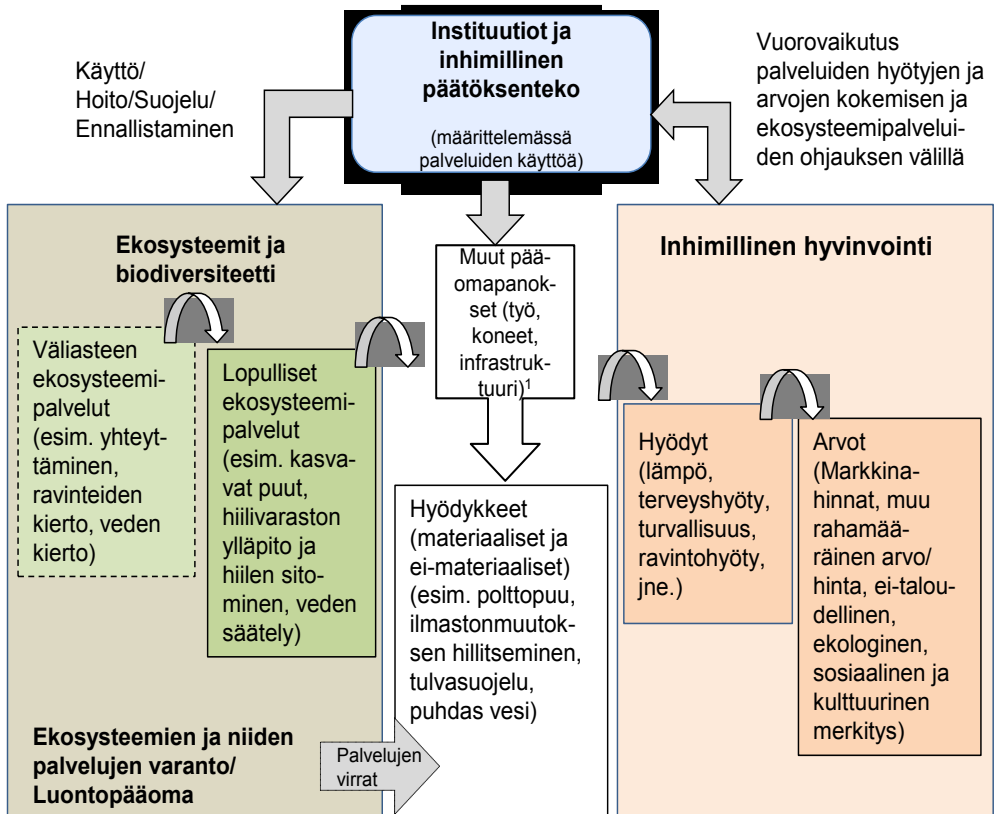 Instituutiot ja
inhimillinen
päätöksenteko
(määrittelemässä
palveluiden käyttöä)
Käyttö/
Hoito/Suojelu/
Ennallistaminen
Vuorovaikutus
palveluiden hyötyjen ja
arvojen kokemisen ja
ekosysteemipalvelui-
den ohjauksen välillä
Ekosysteemit ja
biodiversiteetti
Väliasteen
ekosysteemi-
palvelut
(esim. yhteyt-
täminen,
ravinteiden
kierto, veden
kierto)
Lopulliset
ekosysteemi-
palvelut
(esim. kasva-
vat puut,
hiilivaraston
ylläpito ja
hiilen sito-
minen, veden
säätely)
Ekosysteemien ja niiden
palvelujen varanto/
Luontopääoma
Palvelujen
virrat
Muut pää-
omapanok-
set (työ,
koneet,
infrastruk-
tuuri)1
Hyödykkeet
(materiaaliset ja
ei-materiaaliset)
(esim. polttopuu,
ilmastonmuutok-
sen hillitseminen,
tulvasuojelu,
puhdas vesi)
Inhimillinen hyvinvointi
Hyödyt
(lämpö,
terveyshyöty,
turvallisuus,
ravintohyöty,
jne.)
Arvot
(Markkina-
hinnat, muu
rahamää-
räinen arvo/
hinta, ei-talou-
dellinen,
ekologinen,
sosiaalinen ja
kulttuurinen
merkitys)